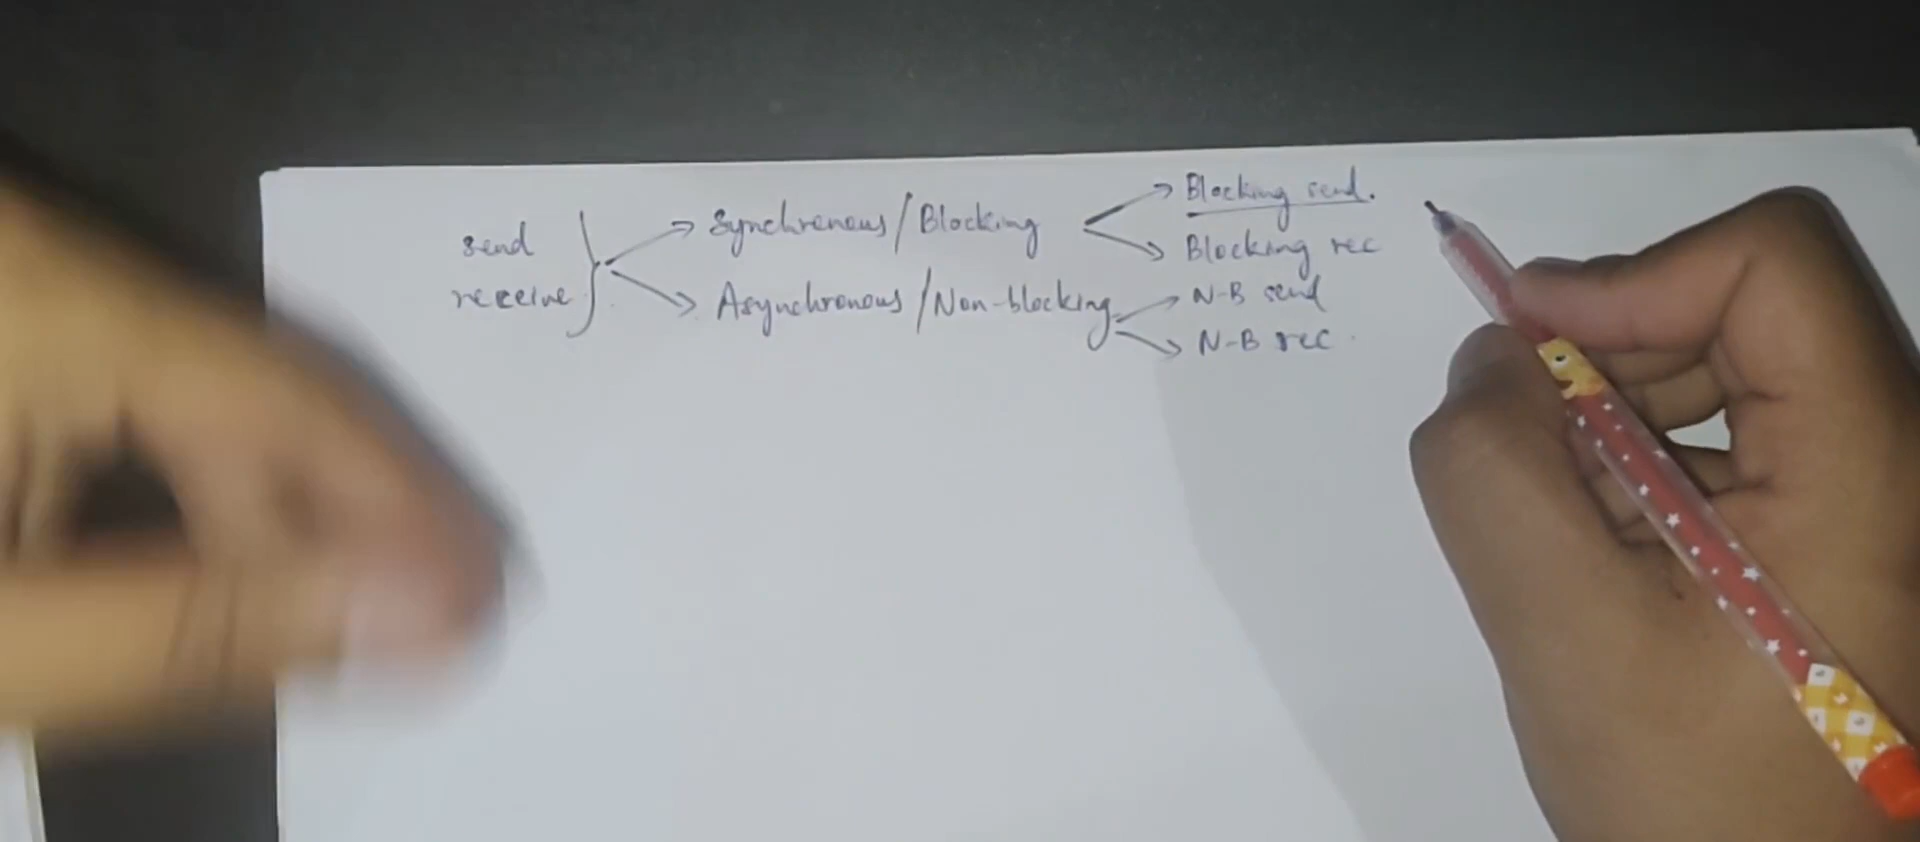 send
receive
Synchronous/Blocking
Asynchronous/Non-blocking
Blocking send.
Blocking rec
N-B send
N-B rec